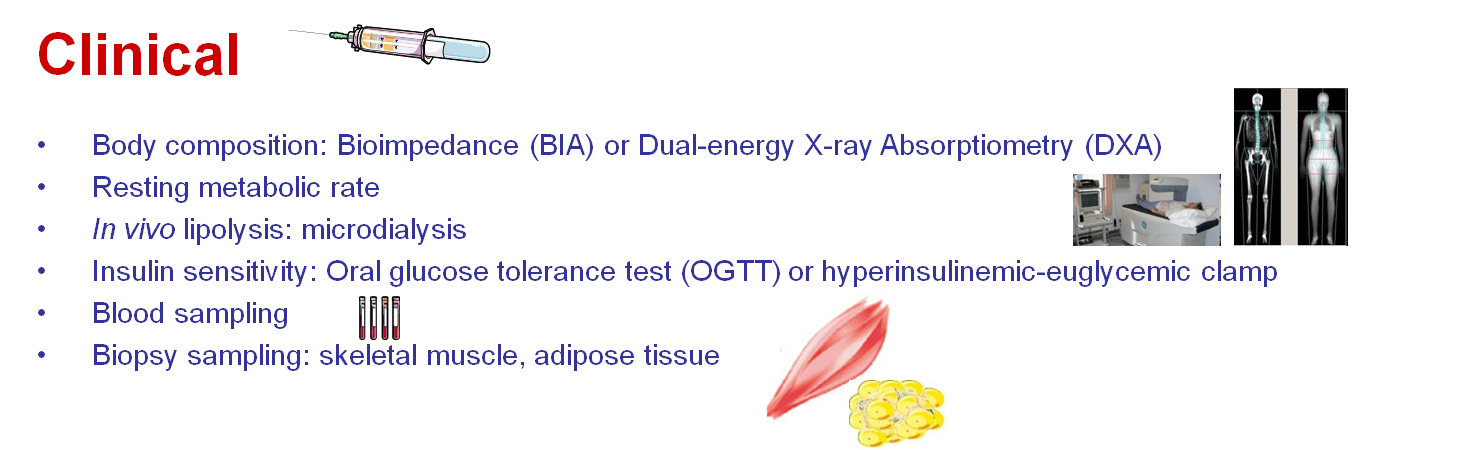 Clinical
• Body composition: Bioimpedance (BIA) or Dual-energy X-ray Absorptiometry (DXA)
• Resting metabolic rate
• In vivo lipolysis: microdialysis
• Insulin sensitivity: Oral glucose tolerance test (OGTT) or hyperinsulinemic-euglycemic clamp
• Blood sampling
• Biopsy sampling: skeletal muscle, adipose tissue